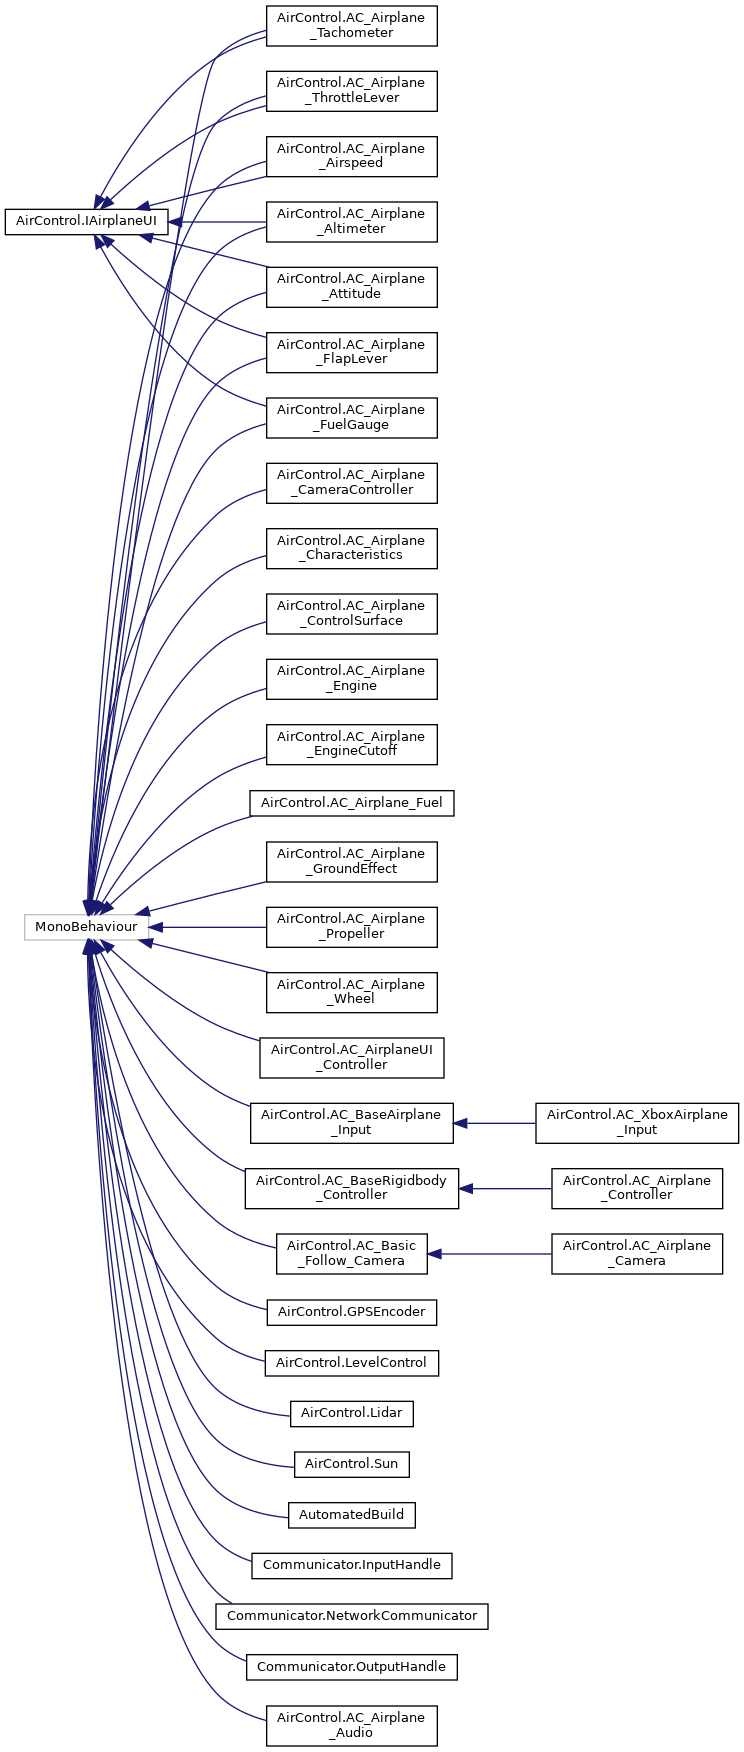 AirControl.AC_Airplane
_Tachometer
AirControl.AC_Airplane
_ThrottleLever
AirControl.AC_Airplane
_Airspeed
AirControl.IAirplaneUI
AirControl.AC_Airplane
_Altimeter
AirControl.AC_Airplane
_Attitude
AirControl.AC_Airplane
_FlapLever
AirControl.AC_Airplane
_FuelGauge
AirControl.AC_Airplane
_CameraController
AirControl.AC_Airplane
_Characteristics
AirControl.AC_Airplane
_ControlSurface
AirControl.AC_Airplane
_Engine
AirControl.AC_Airplane
_EngineCutoff
AirControl.AC_Airplane_Fuel
AirControl.AC_Airplane
_GroundEffect
MonoBehaviour
AirControl.AC_Airplane
_Propeller
AirControl.AC_Airplane
_Wheel
AirControl.AC_AirplaneUI
_Controller
AirControl.AC_BaseAirplane
_Input
AirControl.AC_XboxAirplane
_Input
AirControl.AC_BaseRigidbody
_Controller
AirControl.AC_Airplane
_Controller
AirControl.AC_Basic
_Follow_Camera
AirControl.AC_Airplane
_Camera
AirControl.GPSEncoder
AirControl.LevelControl
AirControl.Lidar
AirControl.Sun
AutomatedBuild
Communicator.InputHandle
Communicator.NetworkCommunicator
Communicator.OutputHandle
AirControl.AC_Airplane
_Audio